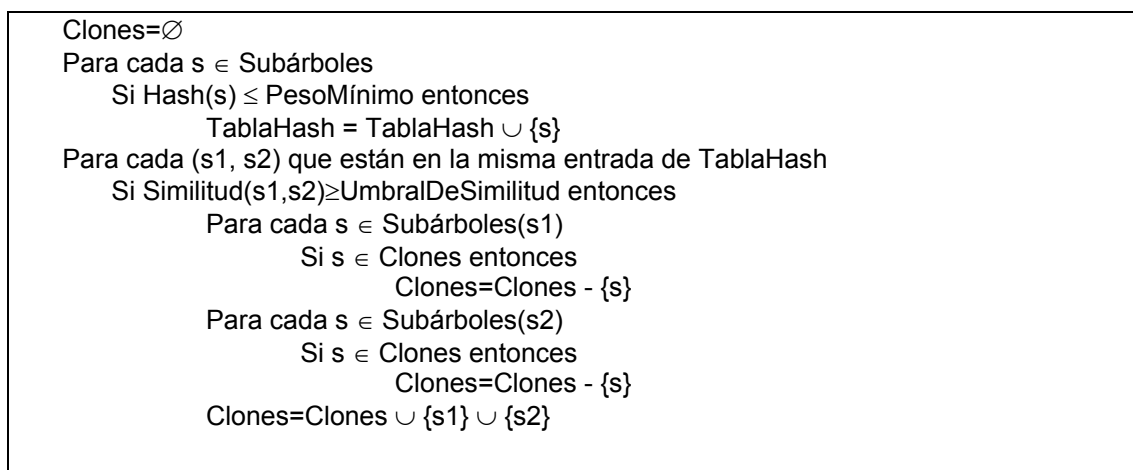 Clones=∅
Para cada s ∈ Subárboles
Si Hash(s) ≤ PesoMínimo entonces
TablaHash = TablaHash ∪ {s}
Para cada (s1, s2) que están en la misma entrada de TablaHash
Si Similitud(s1,s2)≥UmbralDeSimilitud entonces
Para cada s ∈ Subárboles(s1)
Si s ∈ Clones entonces
Clones=Clones - {s}
Para cada s ∈ Subárboles(s2)
Si s ∈ Clones entonces
Clones=Clones - {s}
Clones=Clones ∪ {s1} ∪ {s2}